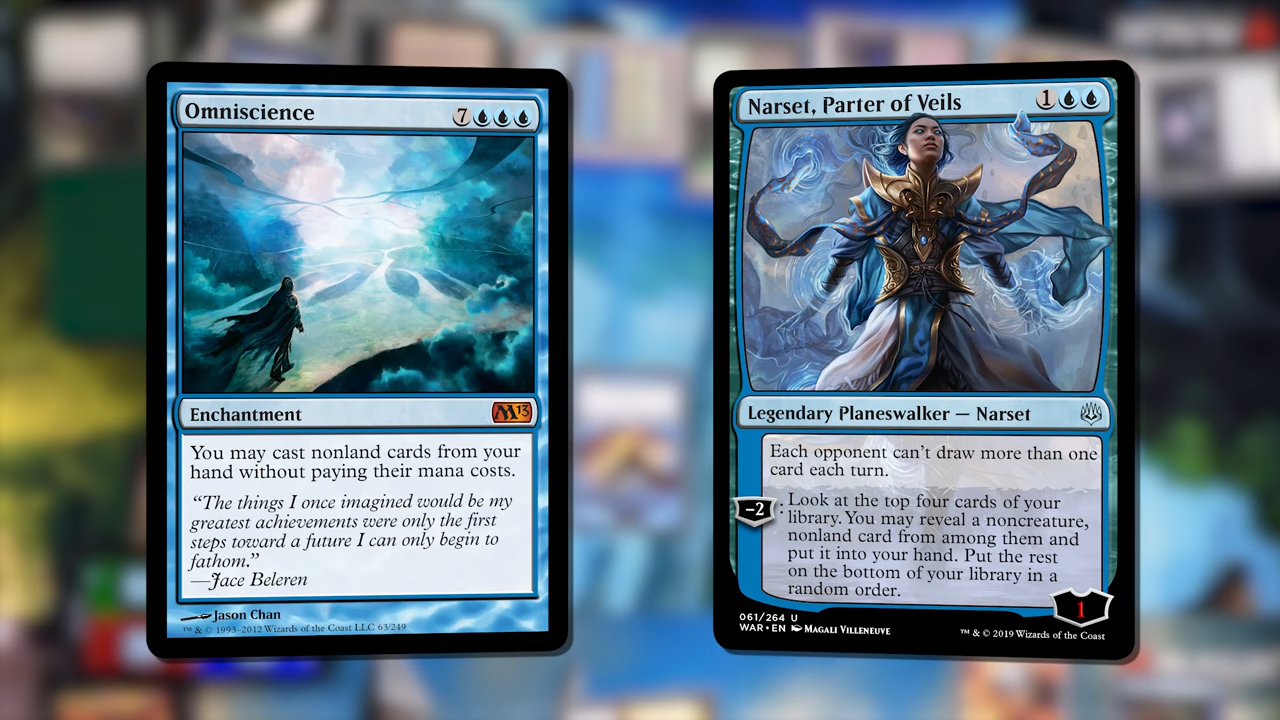 Omniscience
7
Enchantment
M13
You may cast nonland cards from your
hand without paying their mana costs.
“The things I once imagined would be my
greatest achievements were only the first
steps toward a future I can only begin to
fathom.”
—Jace Beleren
Jason Chan
™ & © 1993–2012 Wizards of the Coast LLC 63/249
Narset, Parter of Veils
1
Legendary Planeswalker — Narset
Each opponent can’t draw more than one
card each turn.
−2 : Look at the top four cards of your
library. You may reveal a noncreature,
nonland card from among them and
put it into your hand. Put the rest
on the bottom of your library in a
random order.
1
061/264 U
WAR • EN Magali Villeneuve
™ & © 2019 Wizards of the Coast